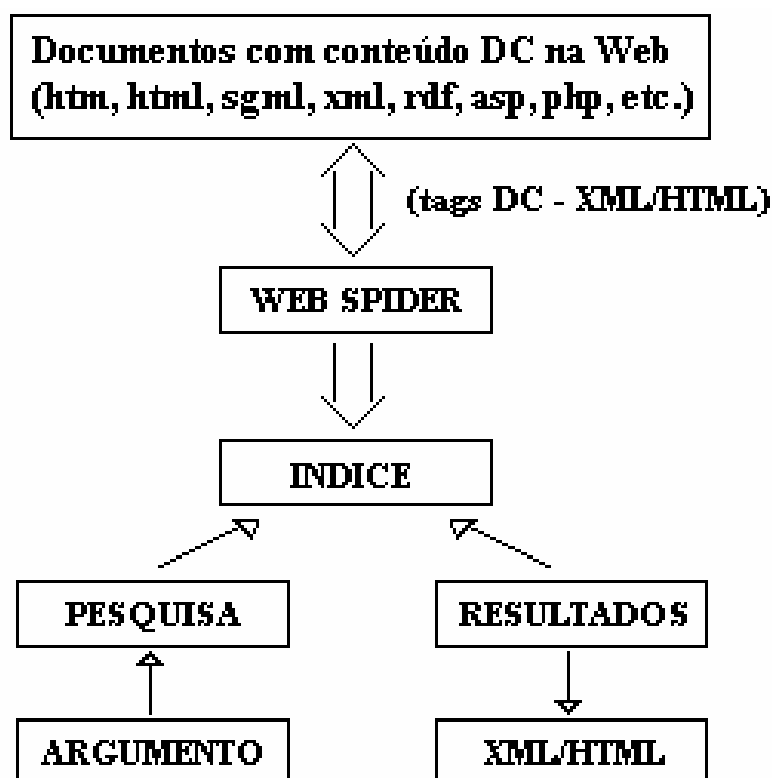 Documentos com conteúdo DC na Web
(htm, html, sgml, xml, rdf, asp, php, etc.)
(tags DC - XML/HTML)
WEB SPIDER
INDICE
PESQUISA
RESULTADOS
ARGUMENTO
XML/HTML